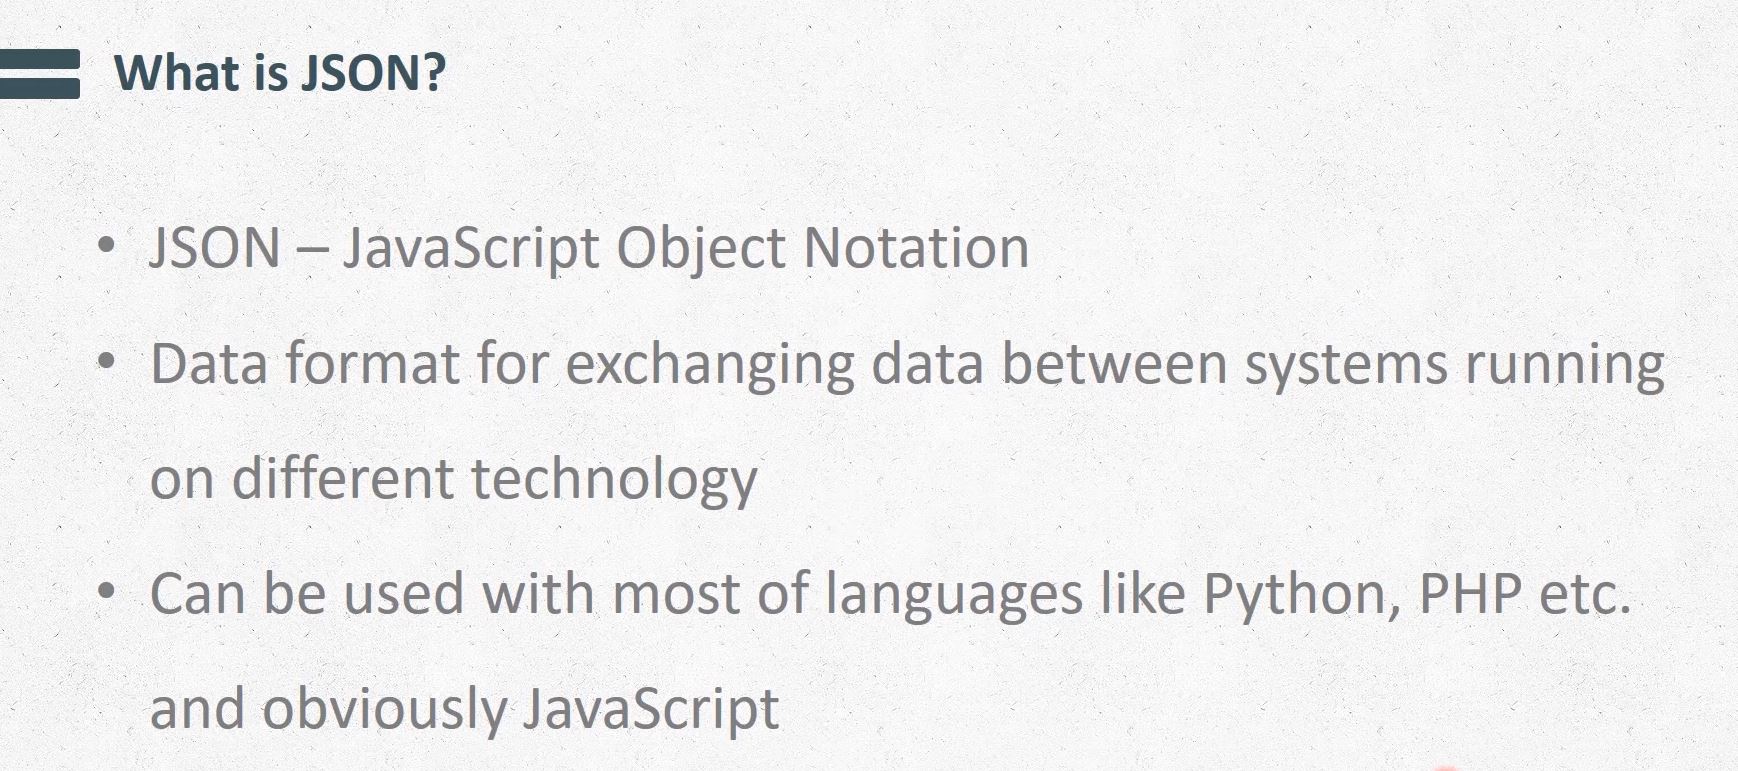 What is JSON?
• JSON – JavaScript Object Notation
• Data format for exchanging data between systems running
on different technology
• Can be used with most of languages like Python, PHP etc.
and obviously JavaScript